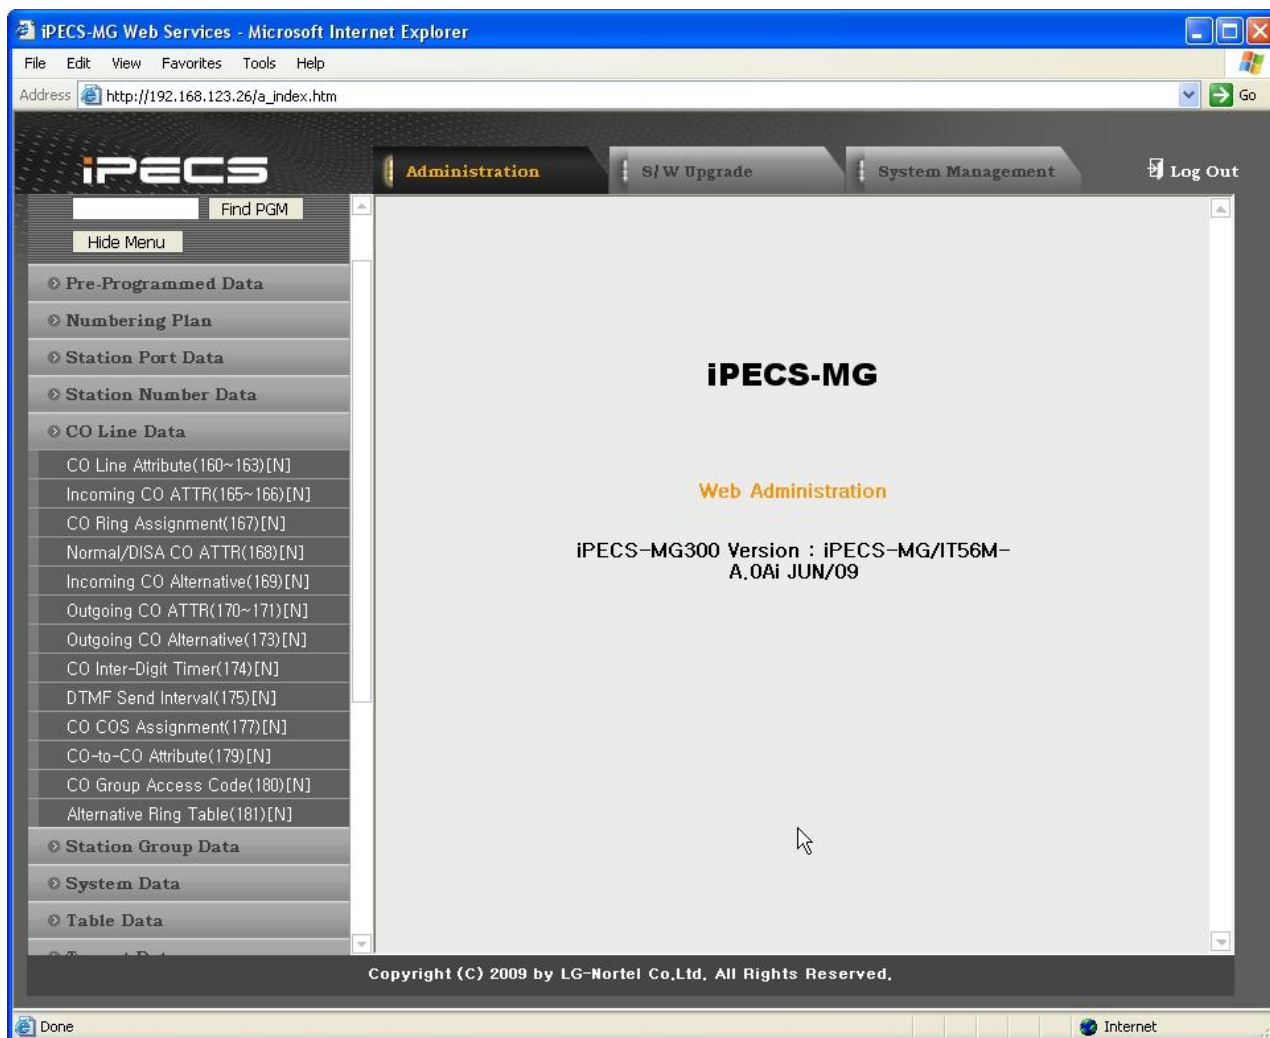 iPECS-MG Web Services - Microsoft Internet Explorer
File Edit View Favorites Tools Help
Address http://192.168.123.26/a_index.htm Go
iPECS
Administration S/W Upgrade System Management Log Out
Find PGM
Hide Menu
Pre-Programmed Data
Numbering Plan
Station Port Data
Station Number Data
CO Line Data
CO Line Attribute(160~163)[N]
Incoming CO ATTR(165~166)[N]
CO Ring Assignment(167)[N]
Normal/DISA CO ATTR(168)[N]
Incoming CO Alternative(169)[N]
Outgoing CO ATTR(170~171)[N]
Outgoing CO Alternative(173)[N]
CO Inter-Digit Timer(174)[N]
DTMF Send Interval(175)[N]
CO COS Assignment(177)[N]
CO-to-CO Attribute(179)[N]
CO Group Access Code(180)[N]
Alternative Ring Table(181)[N]
Station Group Data
System Data
Table Data
iPECS-MG
Web Administration
iPECS-MG300 Version : iPECS-MG/IT56M-
A.0Ai JUN/09
Copyright (C) 2009 by LG-Nortel Co,Ltd. All Rights Reserved.
Done Internet